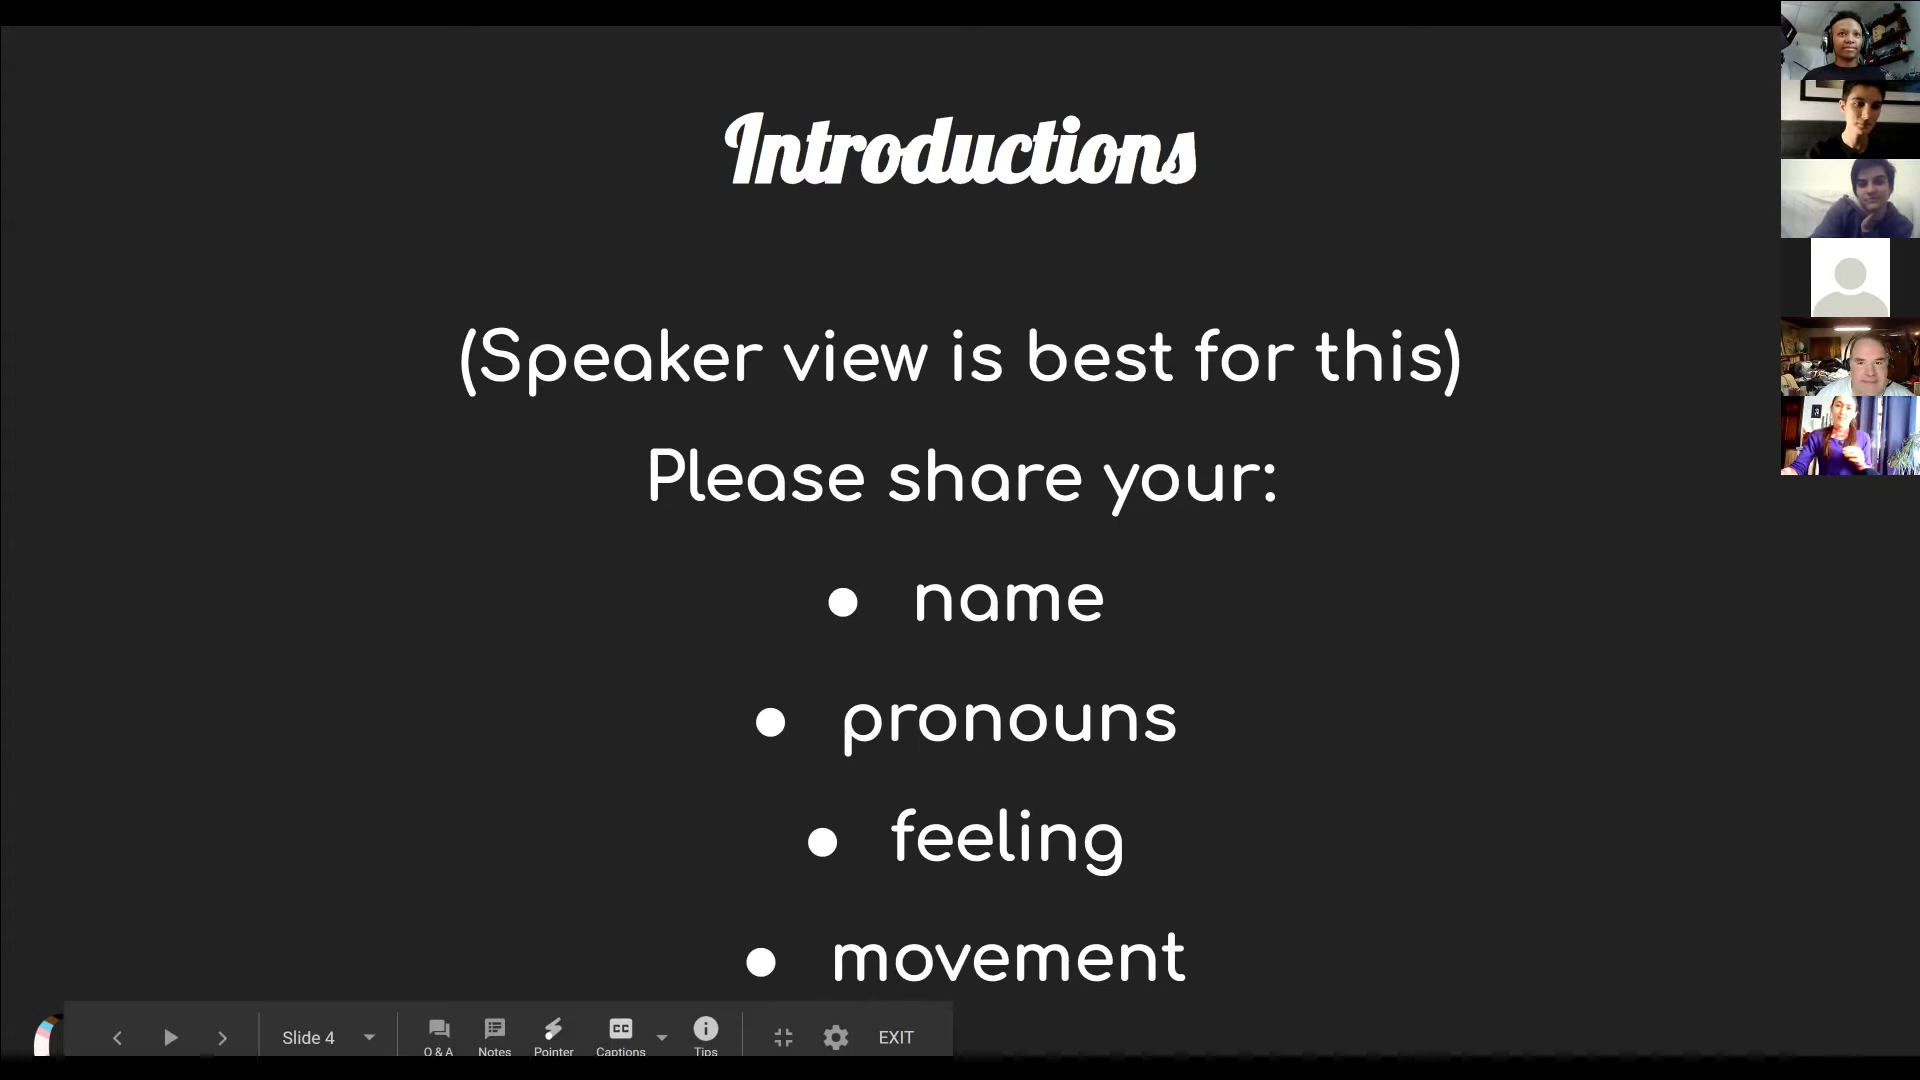 Introductions
(Speaker view is best for this)
Please share your:
● name
● pronouns
● feeling
● movement
Slide 4
Q & A
Notes
Pointer
CC
Captions
Tips
EXIT